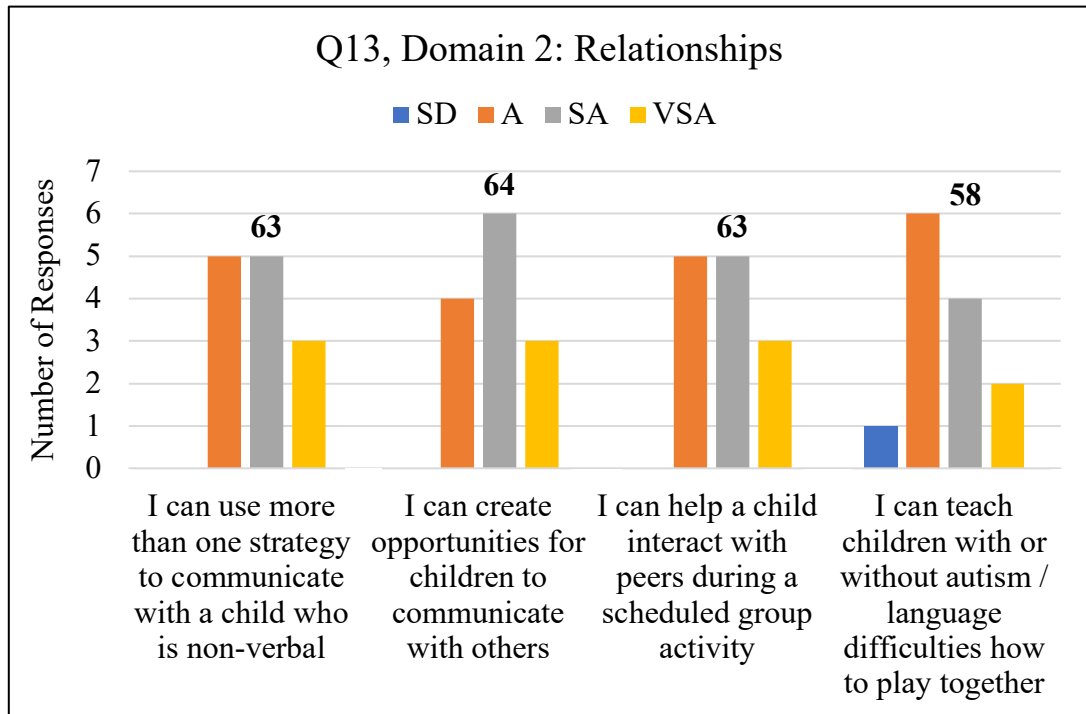 Q13, Domain 2: Relationships
SD A SA VSA
Number of Responses
7
6
5
4
3
2
1
0
63
64
63
58
I can use more
than one strategy
to communicate
with a child who
is non-verbal
I can create
opportunities for
children to
communicate
with others
I can help a child
interact with
peers during a
scheduled group
activity
I can teach
children with or
without autism /
language
difficulties how
to play together